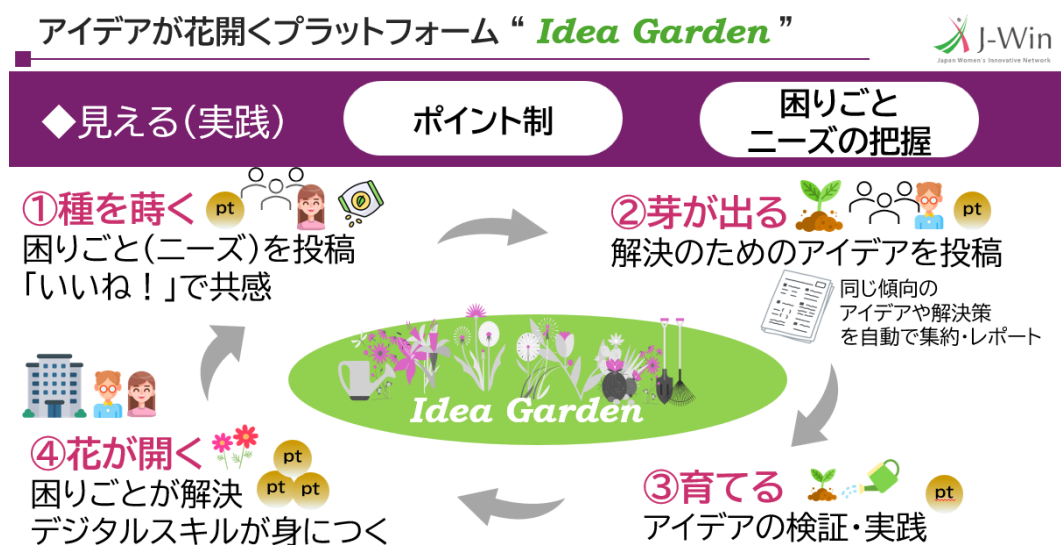 アイデアが花開くプラットフォーム “ Idea Garden ”
J-Win
Japan Women's Innovative Network
◆見える(実践)
ポイント制
困りごと
ニーズの把握
①種を蒔く
pt
困りごと(ニーズ)を投稿
「いいね！」で共感
②芽が出る
pt
解決のためのアイデアを投稿
同じ傾向の
アイデアや解決策
を自動で集約・レポート
Idea Garden
④花が開く
pt
pt pt
困りごとが解決
デジタルスキルが身につく
③育てる
pt
アイデアの検証・実践